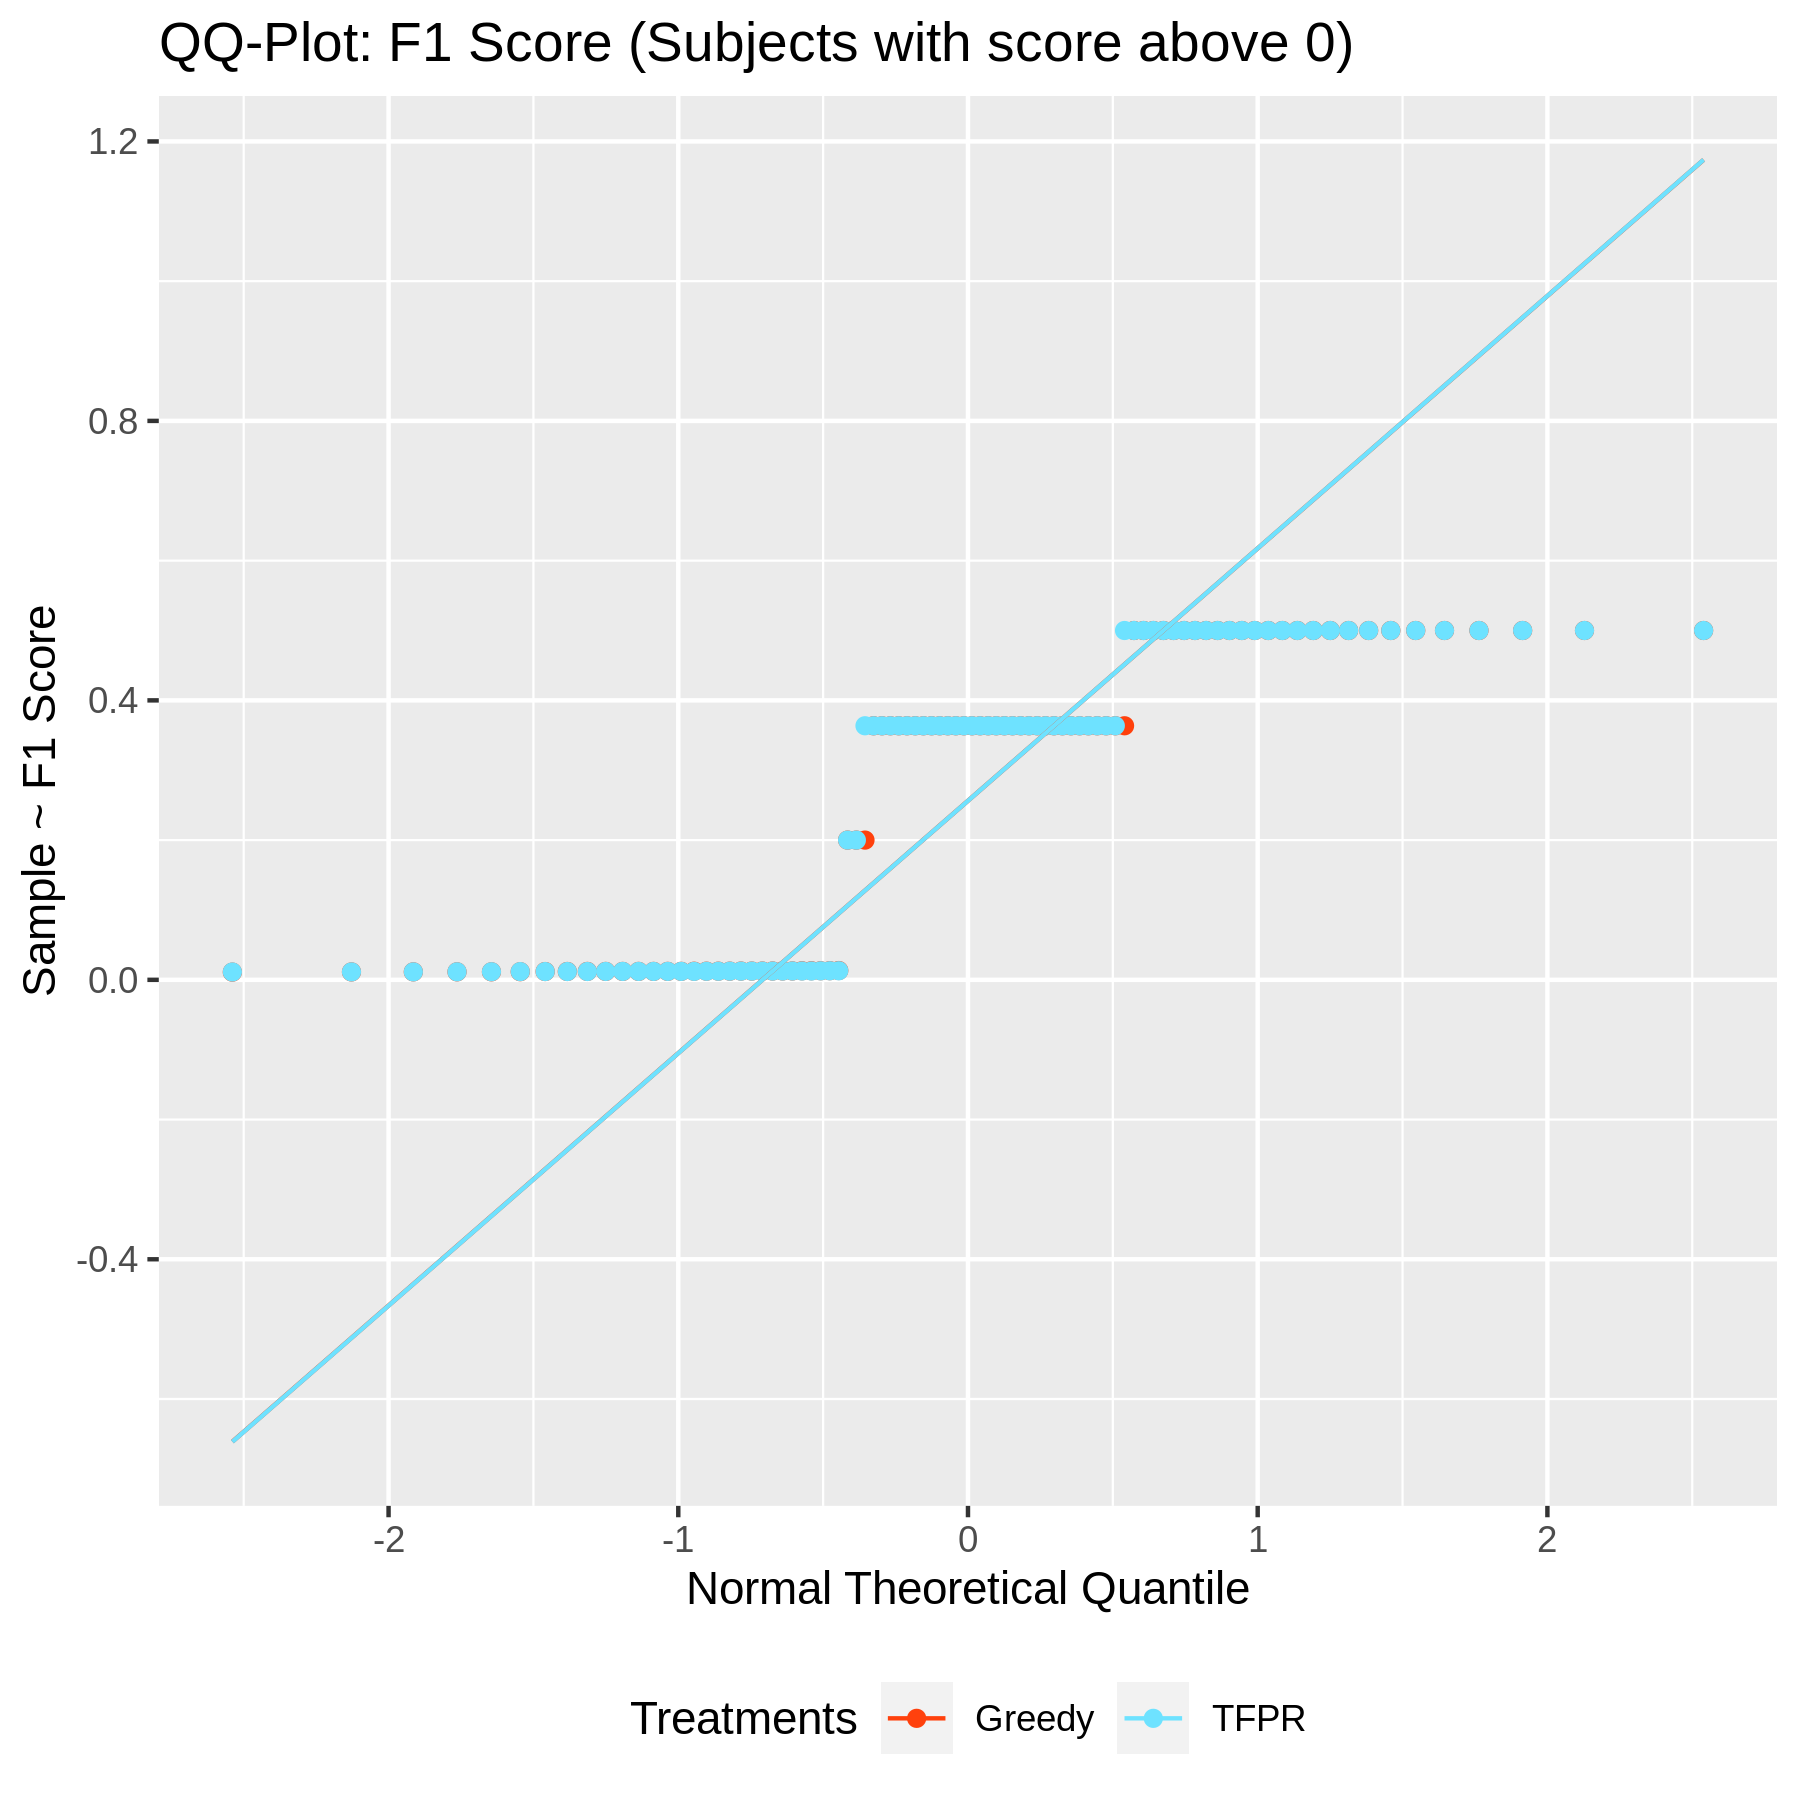 QQ-Plot: F1 Score (Subjects with score above 0)
Sample ~ F1 Score
1.2
0.8
0.4
0.0
-0.4
-2
-1
0
1
2
Normal Theoretical Quantile
Treatments
Greedy
TFPR